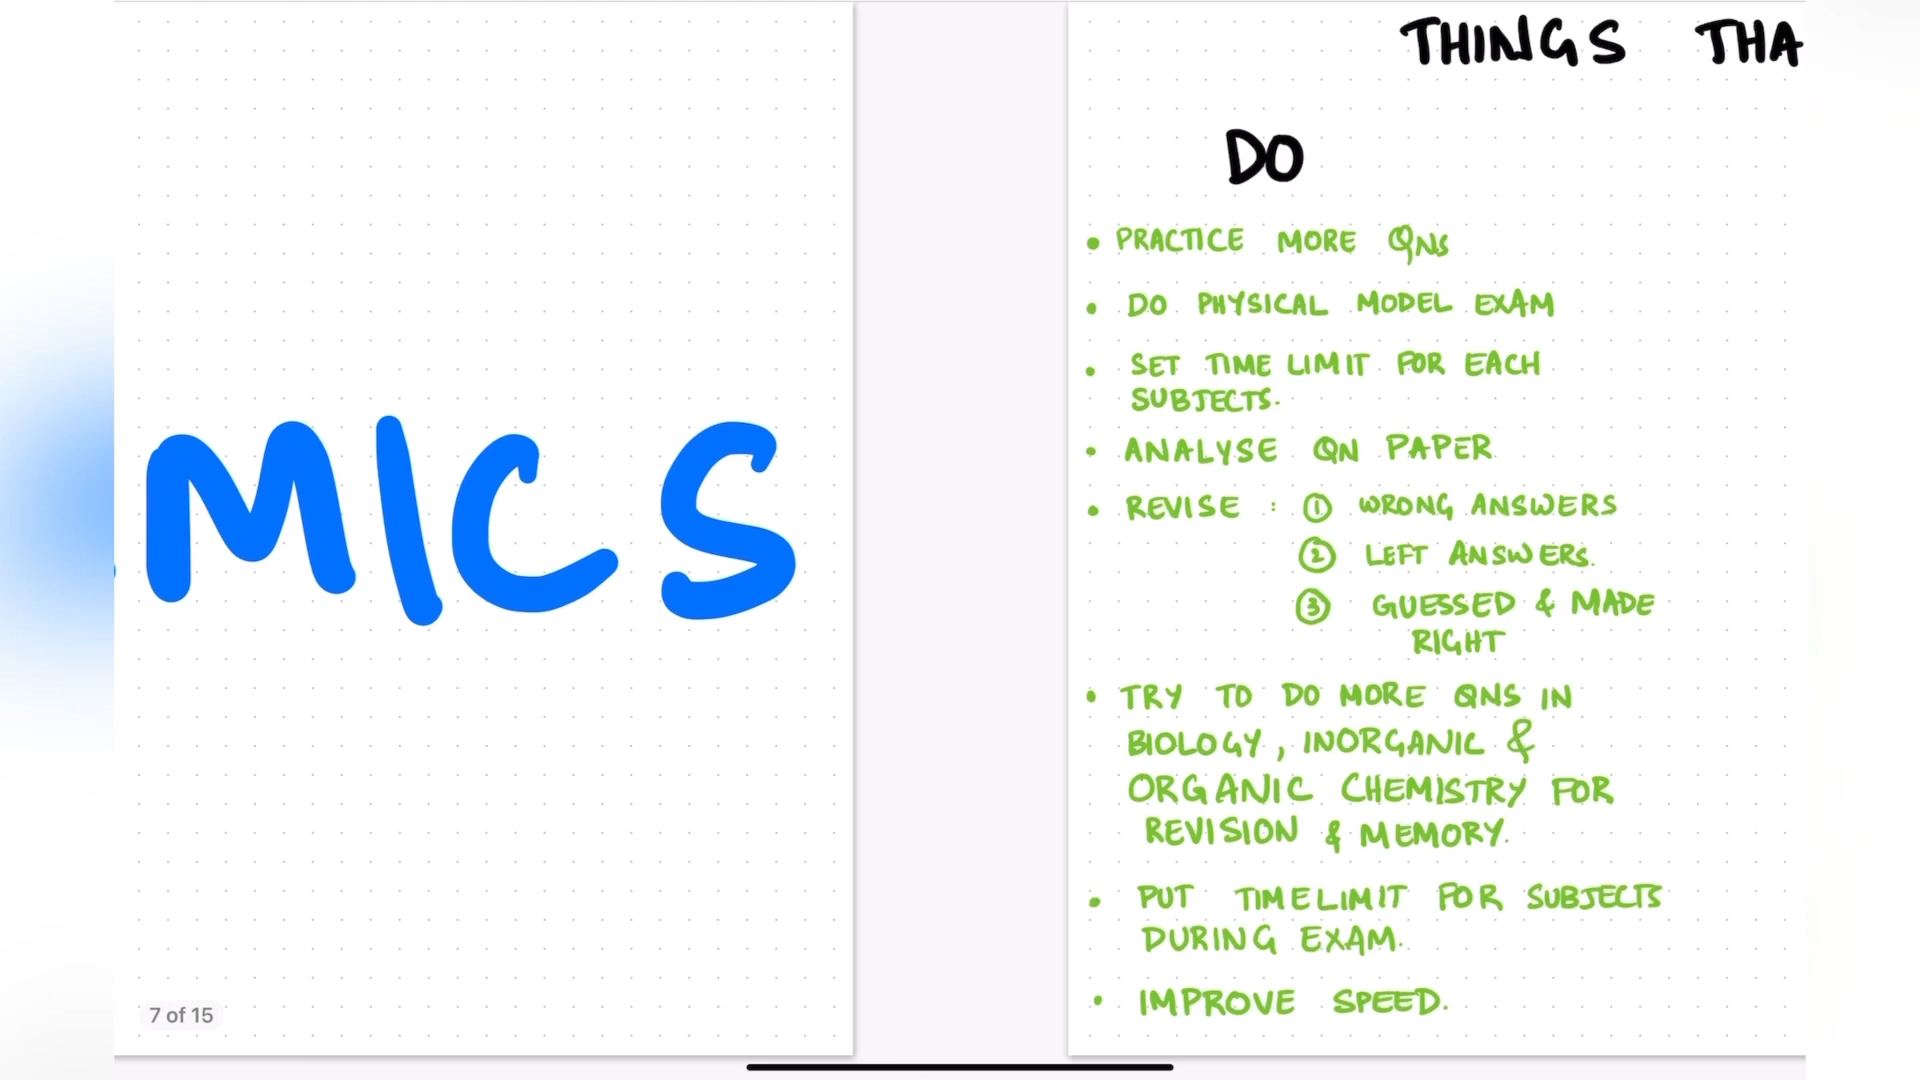 MICS
7 of 15
THINGS THA
DO
• PRACTICE MORE QNS
• DO PHYSICAL MODEL EXAM
• SET TIME LIMIT FOR EACH
SUBJECTS.
• ANALYSE QN PAPER
• REVISE : ① WRONG ANSWERS
② LEFT ANSWERS.
③ GUESSED & MADE
RIGHT
• TRY TO DO MORE QNS IN
BIOLOGY, INORGANIC &
ORGANIC CHEMISTRY FOR
REVISION & MEMORY.
• PUT TIMELIMIT FOR SUBJECTS
DURING EXAM.
• IMPROVE SPEED.